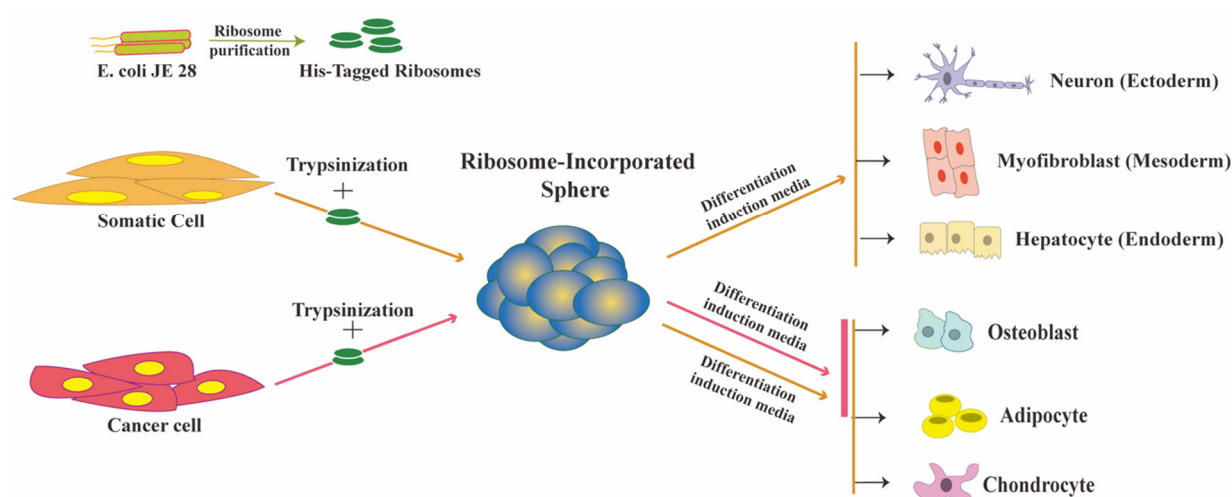 Ribosome
purification
E. coli JE 28
His-Tagged Ribosomes
Somatic Cell
Trypsinization
+
Ribosome-Incorporated
Sphere
Trypsinization
+
Cancer cell
Differentiation
induction media
Differentiation
induction media
Differentiation
induction media
Neuron (Ectoderm)
Myofibroblast (Mesoderm)
Hepatocyte (Endoderm)
Osteoblast
Adipocyte
Chondrocyte